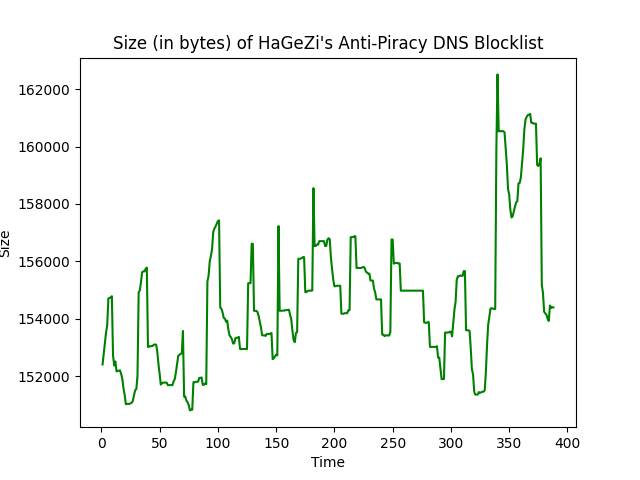 Size (in bytes) of HaGeZi's Anti-Piracy DNS Blocklist
162000
160000
158000
156000
154000
152000
Size
0 50 100 150 200 250 300 350 400
Time